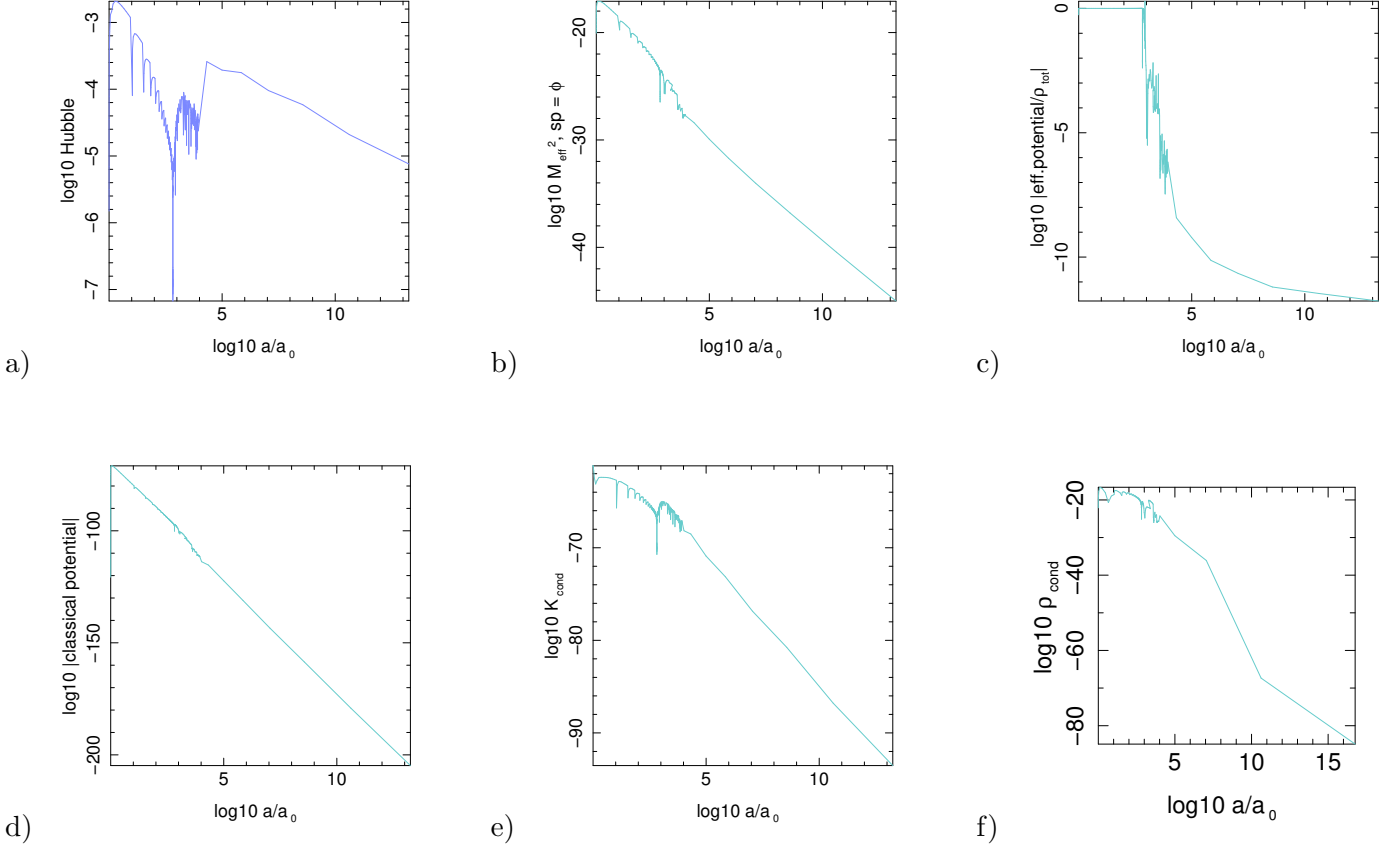 -3
-4
-5
-6
-7
log10 Hubble
5
10
log10 a/a0
a)
-20
-30
-40
log10 Meff², sp = ϕ
5
10
log10 a/a0
b)
0
-5
-10
log10 |eff.potential/ρtot|
5
10
log10 a/a0
c)
-100
-150
-200
log10 |classical potential|
5
10
log10 a/a0
d)
-70
-80
-90
log10 Kcond
5
10
log10 a/a0
e)
-20
-40
-60
-80
log10 ρcond
5
10
15
log10 a/a0
f)